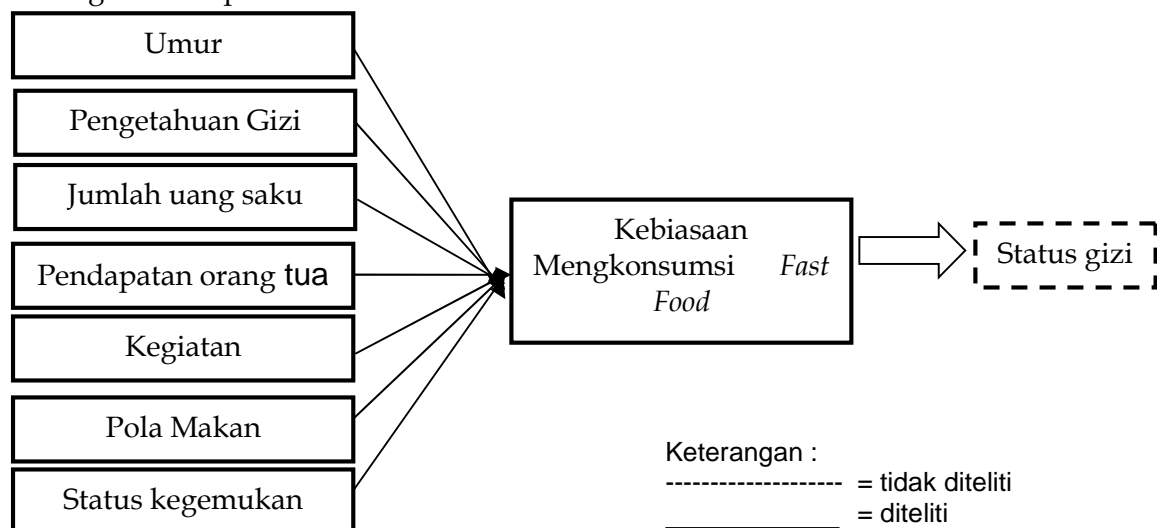 Umur
Pengetahuan Gizi
Jumlah uang saku
Pendapatan orang tua
Kegiatan
Pola Makan
Status kegemukan
Kebiasaan
Mengkonsumsi Fast
Food
Status gizi
Keterangan :
-------------------- = tidak diteliti
= diteliti